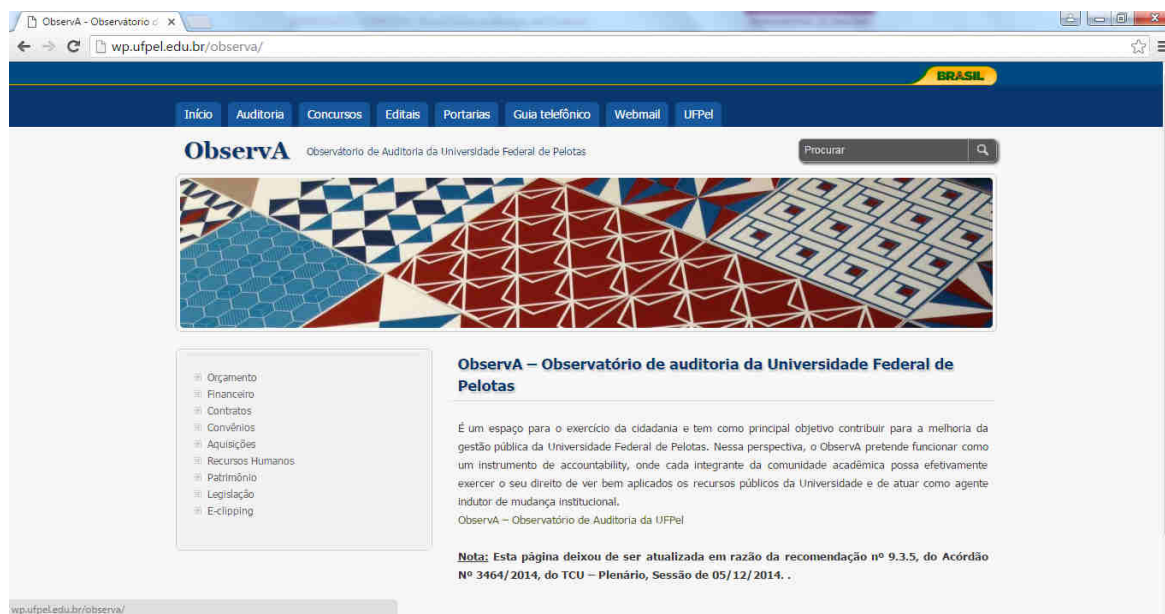 ObservA - Observatório d
wp.ufpel.edu.br/observa/
BRASIL
Início Auditoria Concursos Editais Portarias Guia telefônico Webmail UFPel
ObservA Observátorio de Auditoria da Universidade Federal de Pelotas Procurar
Orçamento
Financeiro
Contratos
Convênios
Aquisições
Recursos Humanos
Patrimônio
Legislação
E-clipping
ObservA – Observatório de auditoria da Universidade Federal de
Pelotas
É um espaço para o exercício da cidadania e tem como principal objetivo contribuir para a melhoria da
gestão pública da Universidade Federal de Pelotas. Nessa perspectiva, o ObservA pretende funcionar como
um instrumento de accountability, onde cada integrante da comunidade acadêmica possa efetivamente
exercer o seu direito de ver bem aplicados os recursos públicos da Universidade e de atuar como agente
indutor de mudança institucional.
ObservA – Observatório de Auditoria da UFPel
Nota: Esta página deixou de ser atualizada em razão da recomendação nº 9.3.5, do Acórdão
Nº 3464/2014, do TCU – Plenário, Sessão de 05/12/2014. .
wp.ufpel.edu.br/observa/